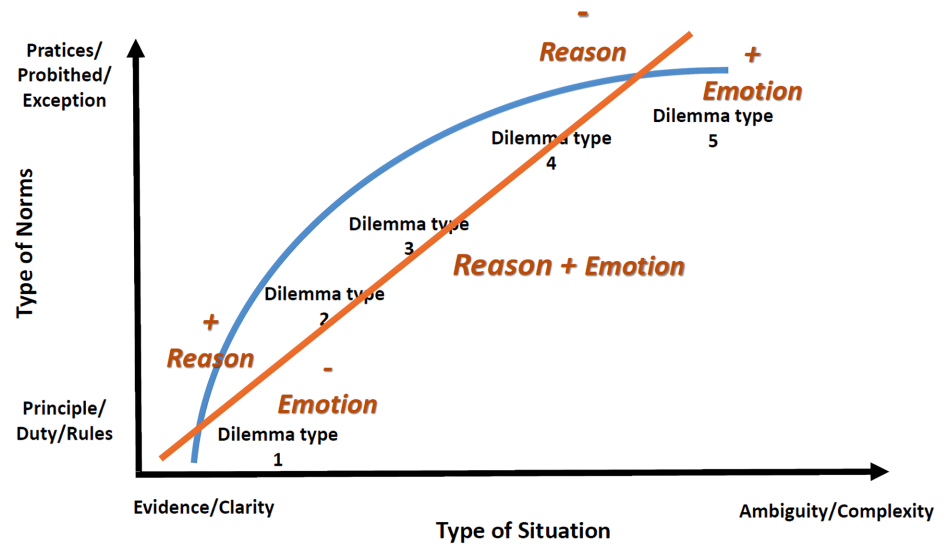 -
Reason
+
Emotion
Pratices/
Probithed/
Exception
Dilemma type
5
Dilemma type
4
Type of Norms
Dilemma type
3
Reason + Emotion
Dilemma type
2
+
Reason
-
Emotion
Principle/
Duty/Rules
Dilemma type
1
Evidence/Clarity
Ambiguity/Complexity
Type of Situation